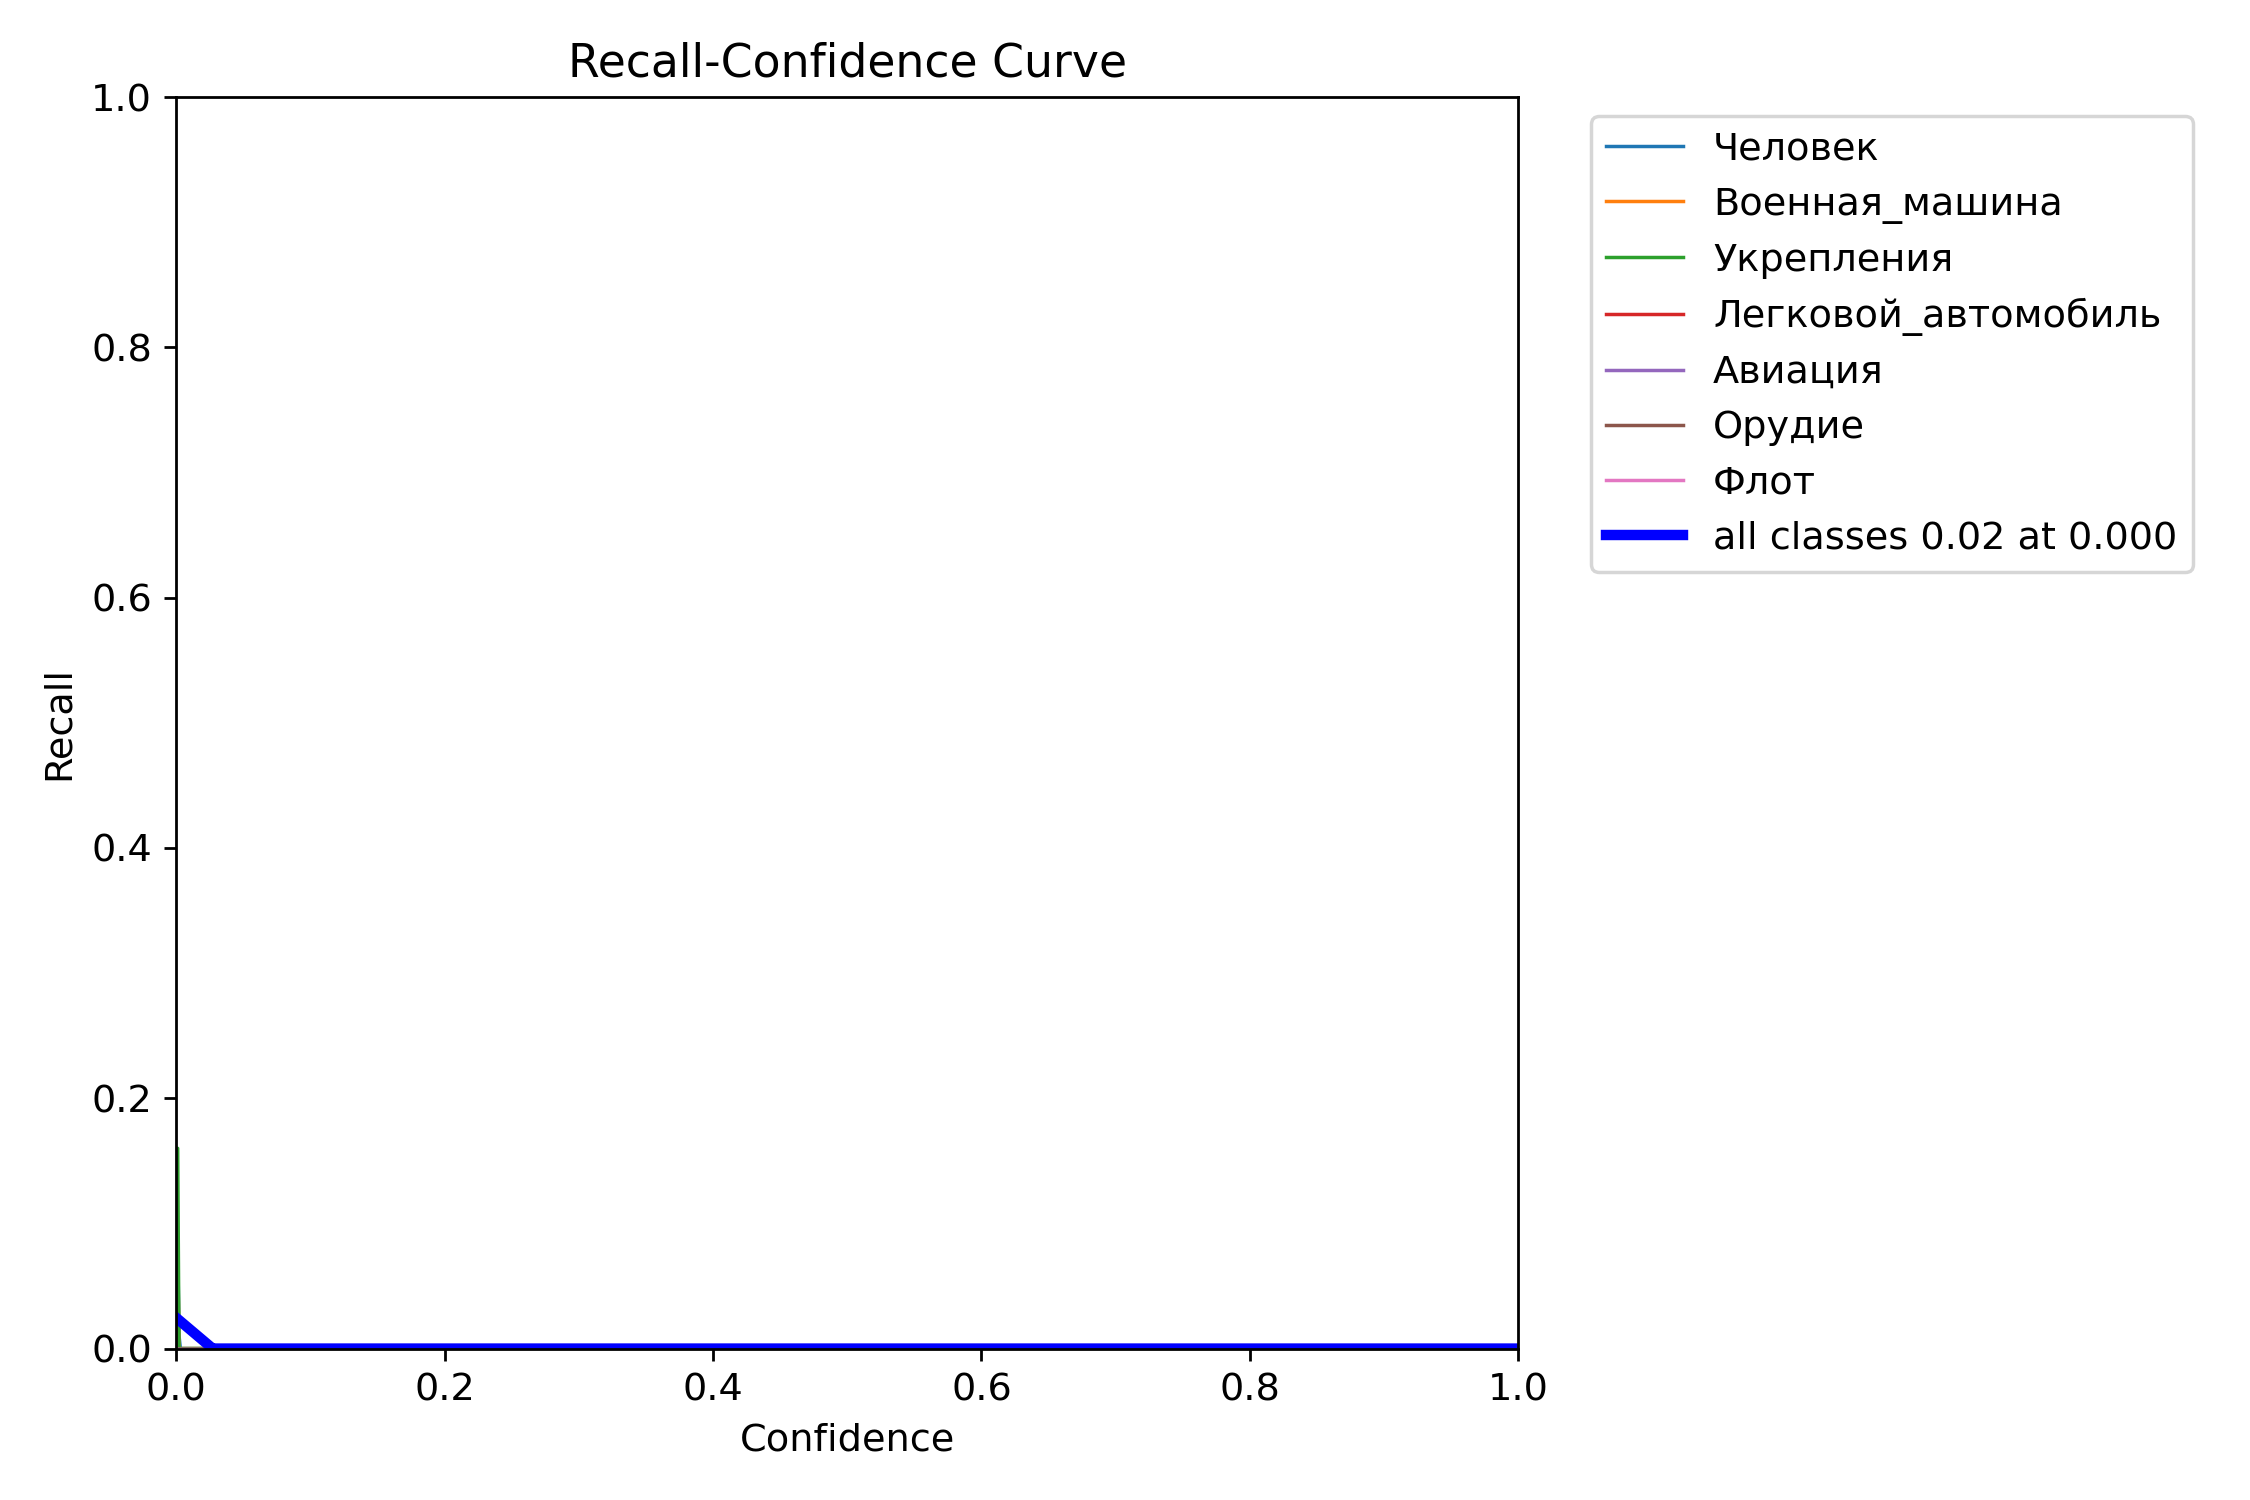 Recall-Confidence Curve
1.0
0.8
0.6
0.4
0.2
0.0
Recall
0.0 0.2 0.4 0.6 0.8 1.0
Confidence
Человек
Военная_машина
Укрепления
Легковой_автомобиль
Авиация
Орудие
Флот
all classes 0.02 at 0.000